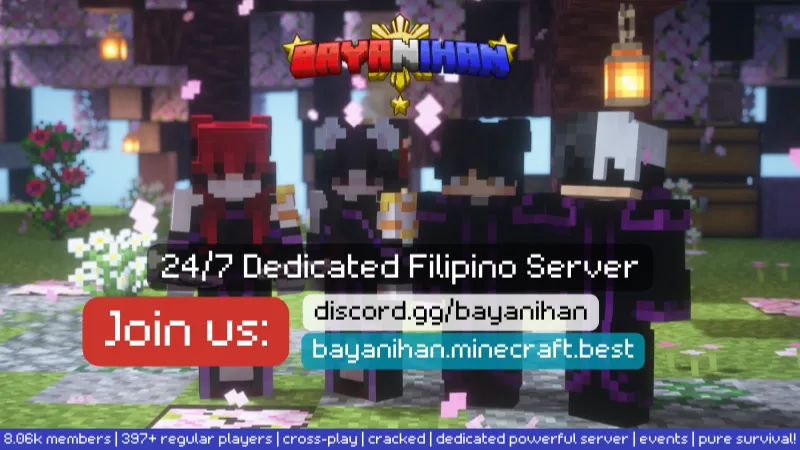 BAYANIHAN
24/7 Dedicated Filipino Server
Join us:
discord.gg/bayanihan
bayanihan.minecraft.best
8.06k members | 397+ regular players | cross-play | cracked | dedicated powerful server | events | pure survival!